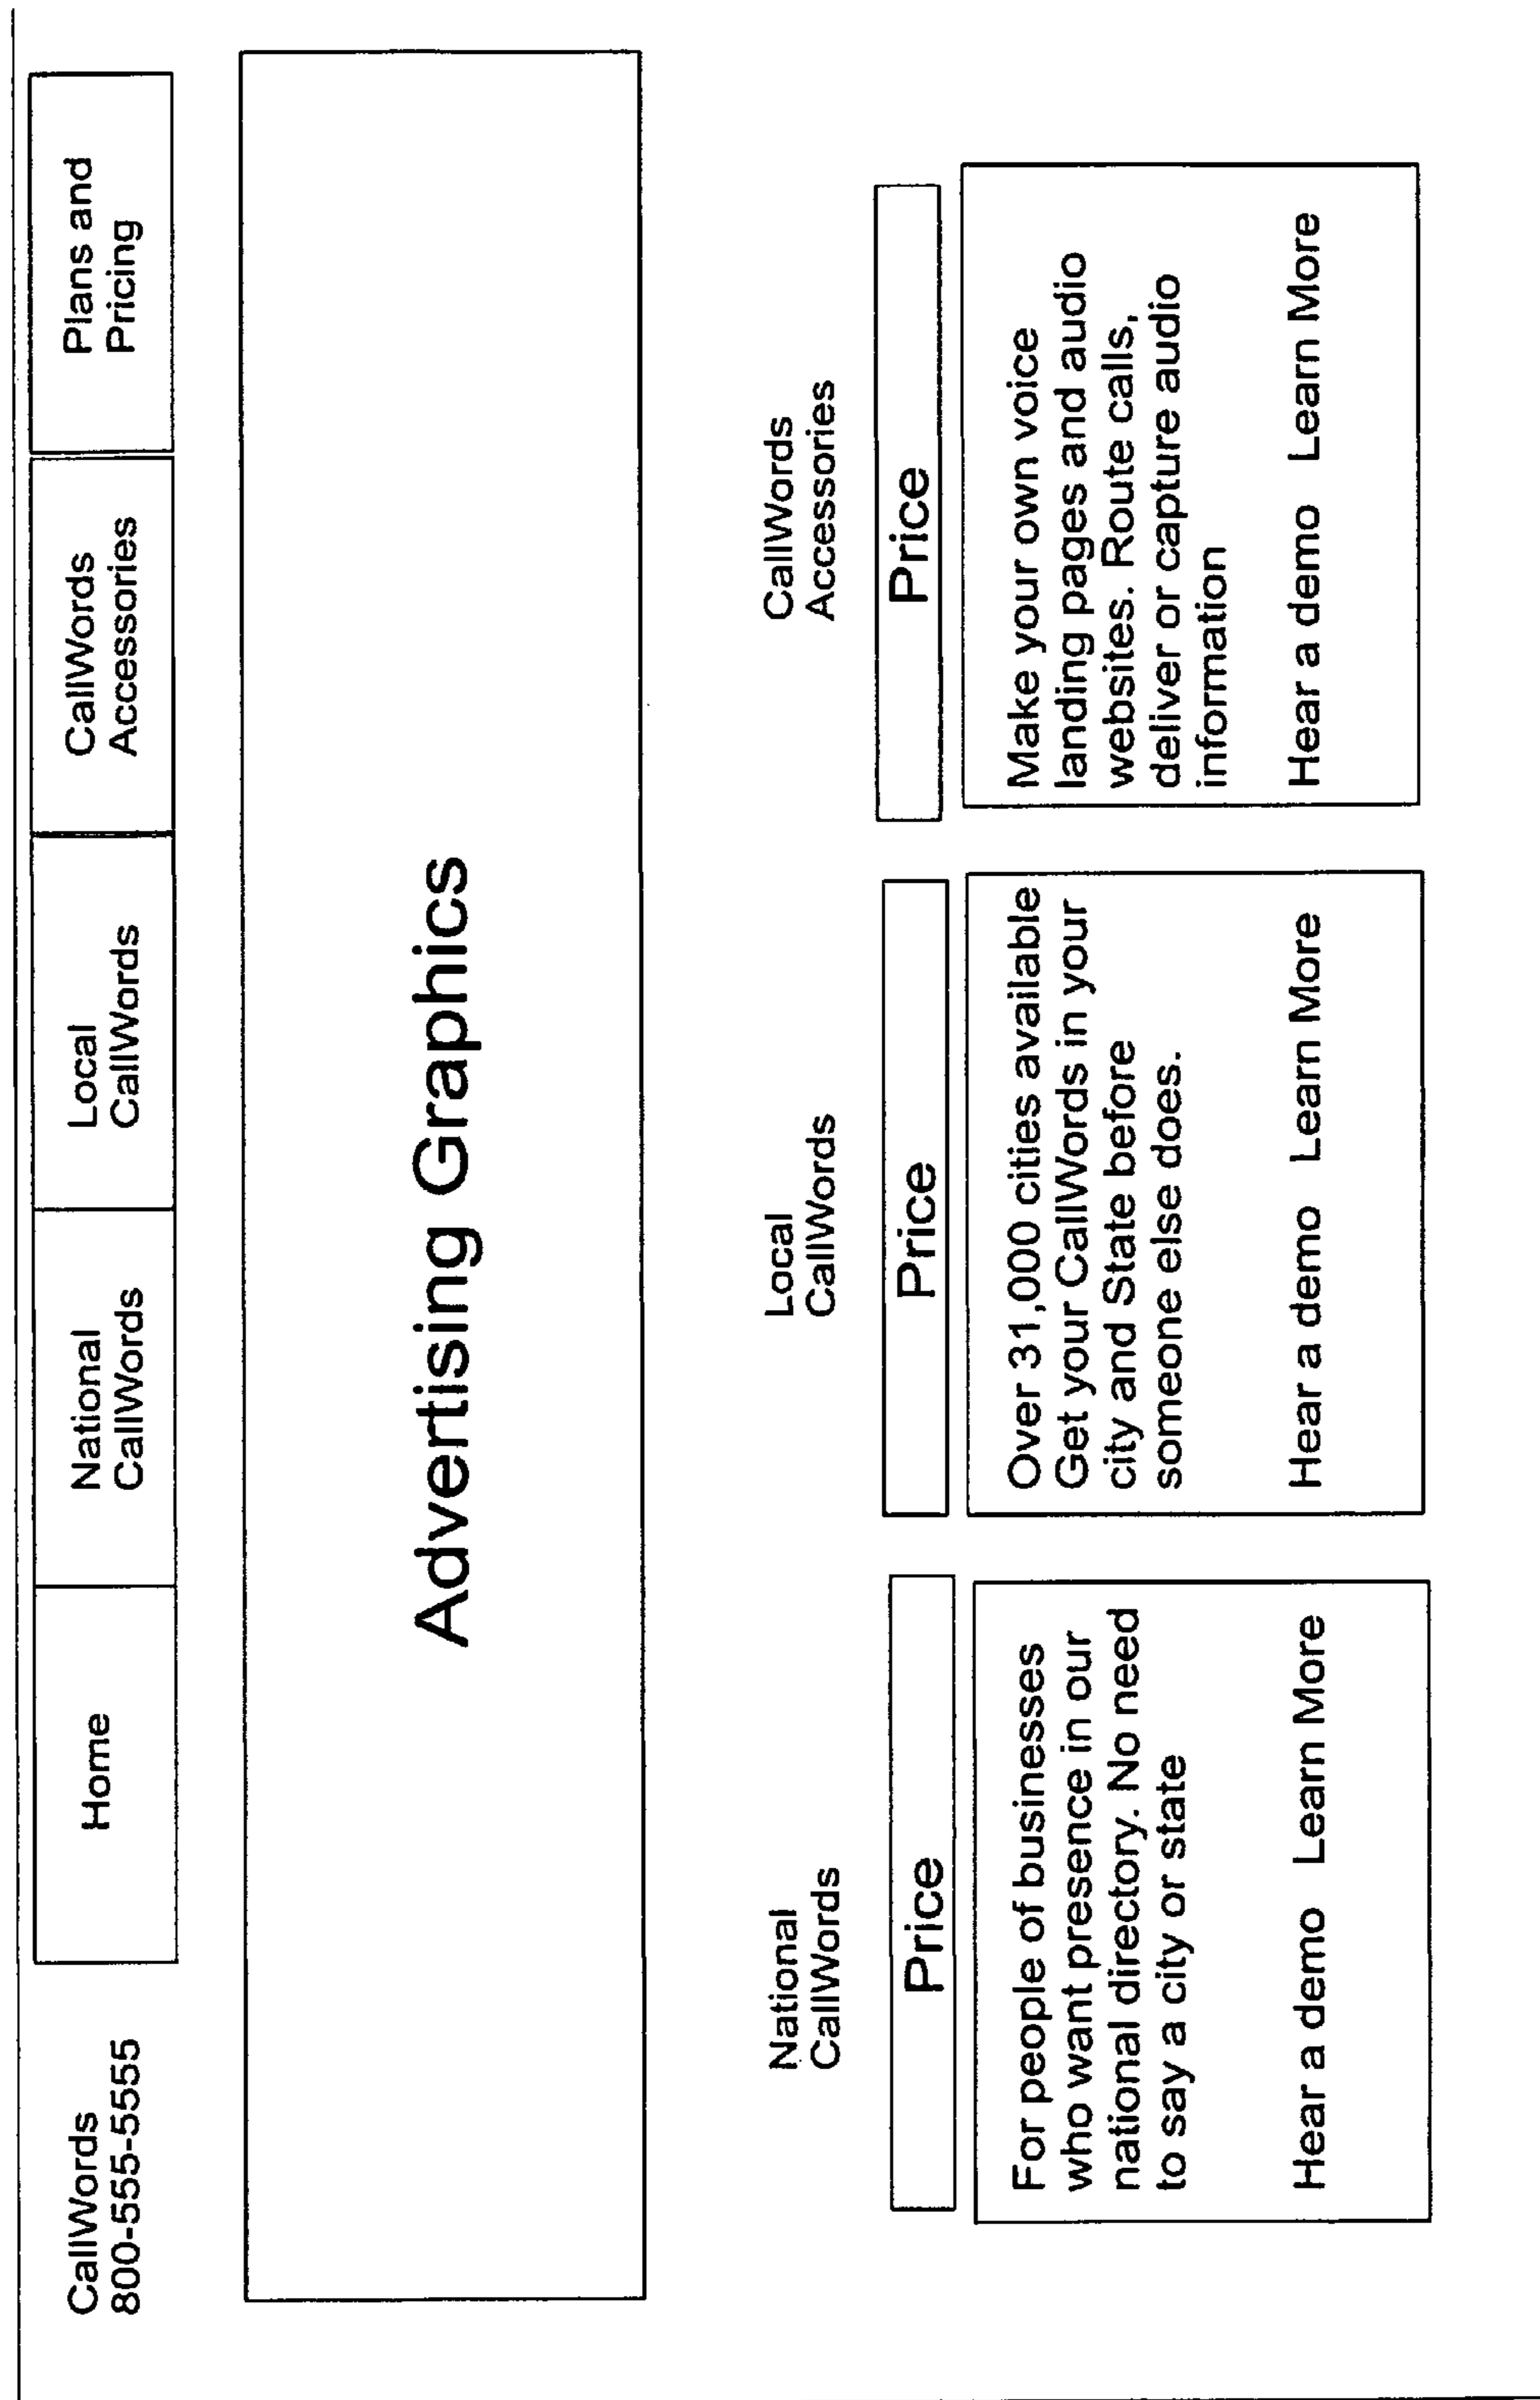 CallWords
800-555-5555
Home
National
CallWords
Local
CallWords
CallWords
Accessories
Plans and
Pricing
Advertising Graphics
National
CallWords
Price
For people of businesses
who want presence in our
national directory. No need
to say a city or state
Hear a demo Learn More
Local
CallWords
Price
Over 31,000 cities available
Get your CallWords in your
city and State before
someone else does.
Hear a demo Learn More
CallWords
Accessories
Price
Make your own voice
landing pages and audio
websites. Route calls,
deliver or capture audio
information
Hear a demo Learn More